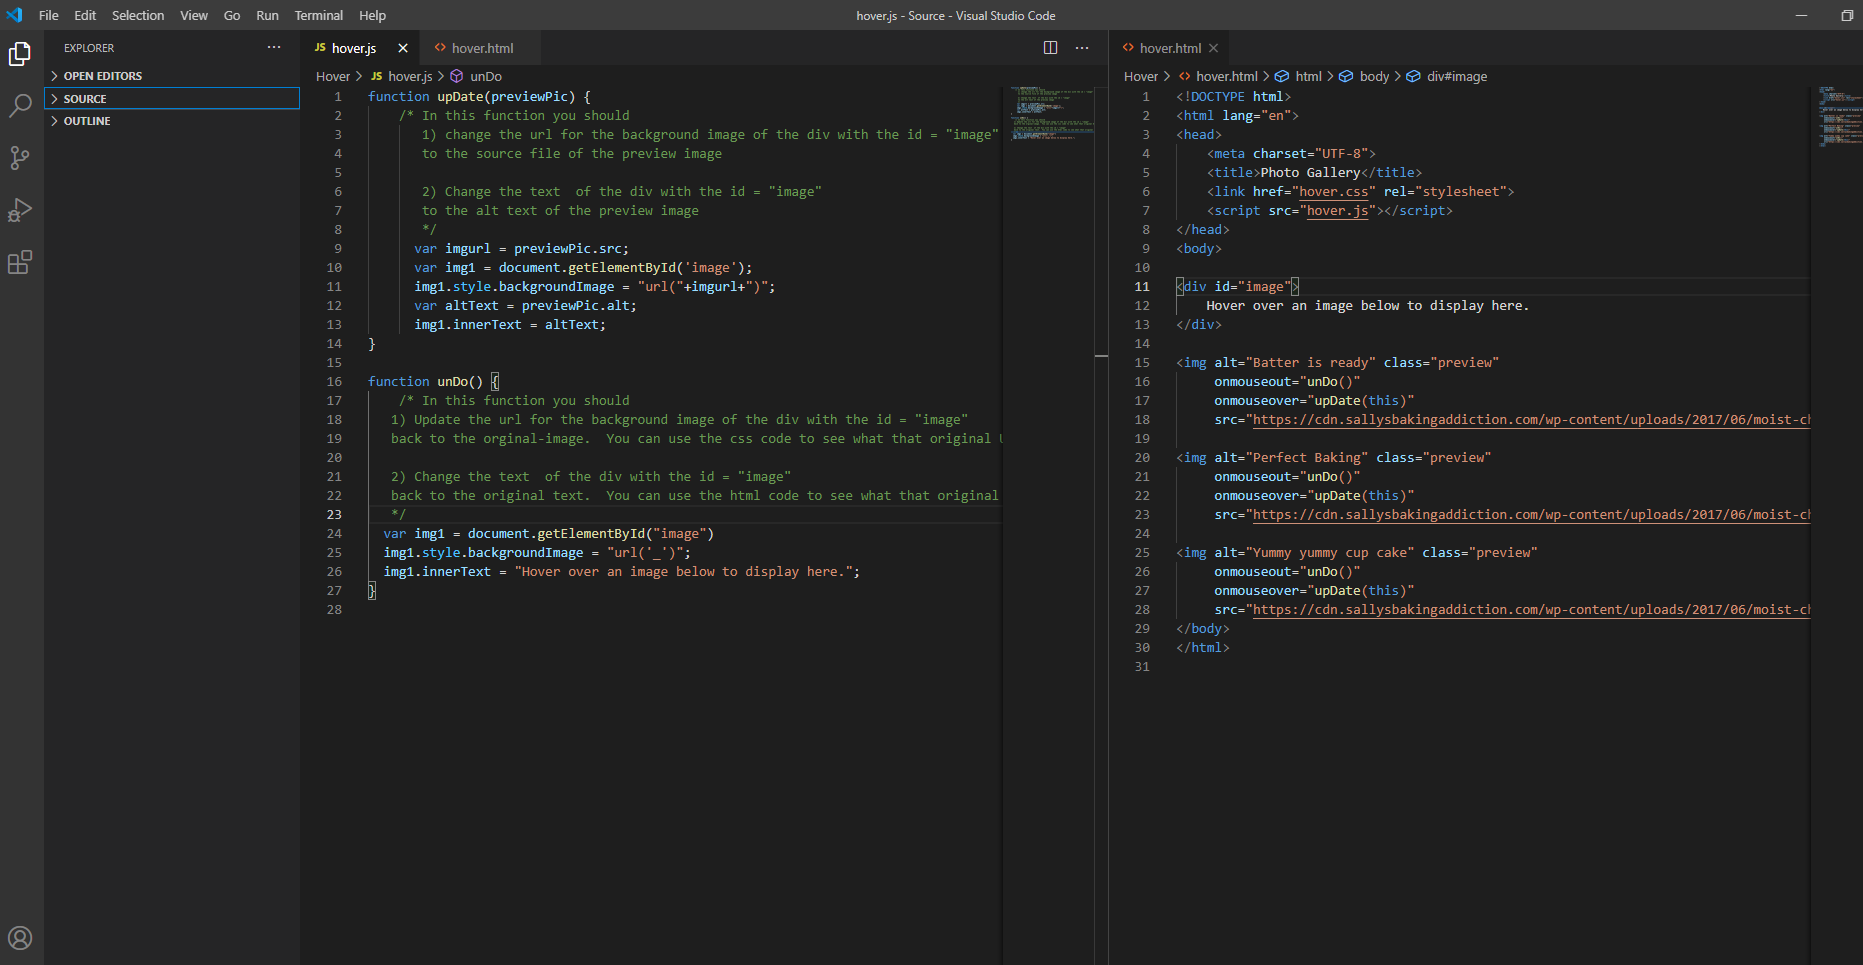 File Edit Selection View Go Run Terminal Help
hover.js - Source - Visual Studio Code
EXPLORER
OPEN EDITORS
SOURCE
OUTLINE
JS hover.js
<> hover.html
Hover > JS hover.js > unDo
1 function upDate(previewPic) {
2 /* In this function you should
3 1) change the url for the background image of the div with the id = "image"
4 to the source file of the preview image
5
6 2) Change the text  of the div with the id = "image"
7 to the alt text of the preview image
8 */
9 var imgurl = previewPic.src;
10 var img1 = document.getElementById('image');
11 img1.style.backgroundImage = "url("+imgurl+")";
12 var altText = previewPic.alt;
13 img1.innerText = altText;
14 }
15
16 function unDo() {
17 /* In this function you should
18 1) Update the url for the background image of the div with the id = "image"
19 back to the orginal-image.  You can use the css code to see what that original
20
21 2) Change the text  of the div with the id = "image"
22 back to the original text.  You can use the html code to see what that original
23 */
24 var img1 = document.getElementById("image")
25 img1.style.backgroundImage = "url('_')";
26 img1.innerText = "Hover over an image below to display here.";
27 }
28
<> hover.html
Hover > <> hover.html > html > body > div#image
1 <!DOCTYPE html>
2 <html lang="en">
3 <head>
4 <meta charset="UTF-8">
5 <title>Photo Gallery</title>
6 <link href="hover.css" rel="stylesheet">
7 <script src="hover.js"></script>
8 </head>
9 <body>
10
11 <div id="image">
12 Hover over an image below to display here.
13 </div>
14
15 <img alt="Batter is ready" class="preview"
16 onmouseout="unDo()"
17 onmouseover="upDate(this)"
18 src="https://cdn.sallysbakingaddiction.com/wp-content/uploads/2017/06/moist-ch
19
20 <img alt="Perfect Baking" class="preview"
21 onmouseout="unDo()"
22 onmouseover="upDate(this)"
23 src="https://cdn.sallysbakingaddiction.com/wp-content/uploads/2017/06/moist-ch
24
25 <img alt="Yummy yummy cup cake" class="preview"
26 onmouseout="unDo()"
27 onmouseover="upDate(this)"
28 src="https://cdn.sallysbakingaddiction.com/wp-content/uploads/2017/06/moist-ch
29 </body>
30 </html>
31